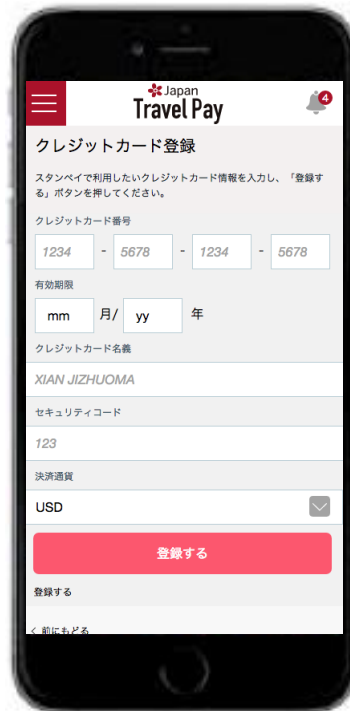 Japan
Travel Pay
4
クレジットカード登録
スタンペイで利用したいクレジットカード情報を入力し、「登録す
る」ボタンを押してください。
クレジットカード番号
1234 - 5678 - 1234 - 5678
有効期限
mm 月/ yy 年
クレジットカード名義
XIAN JIZHUOMA
セキュリティコード
123
決済通貨
USD
登録する
登録する
< 前にもどる